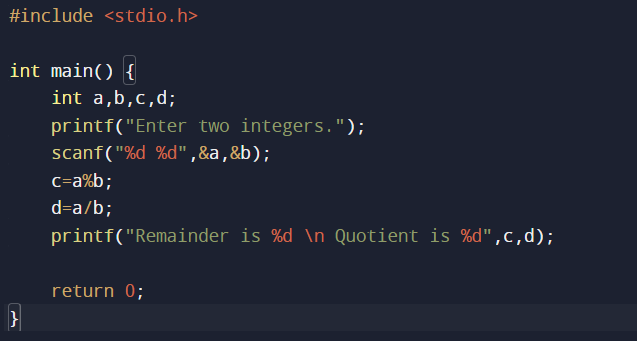 #include <stdio.h>
int main() {
    int a,b,c,d;
    printf("Enter two integers.");
    scanf("%d %d",&a,&b);
    c=a%b;
    d=a/b;
    printf("Remainder is %d \n Quotient is %d",c,d);
    return 0;
}